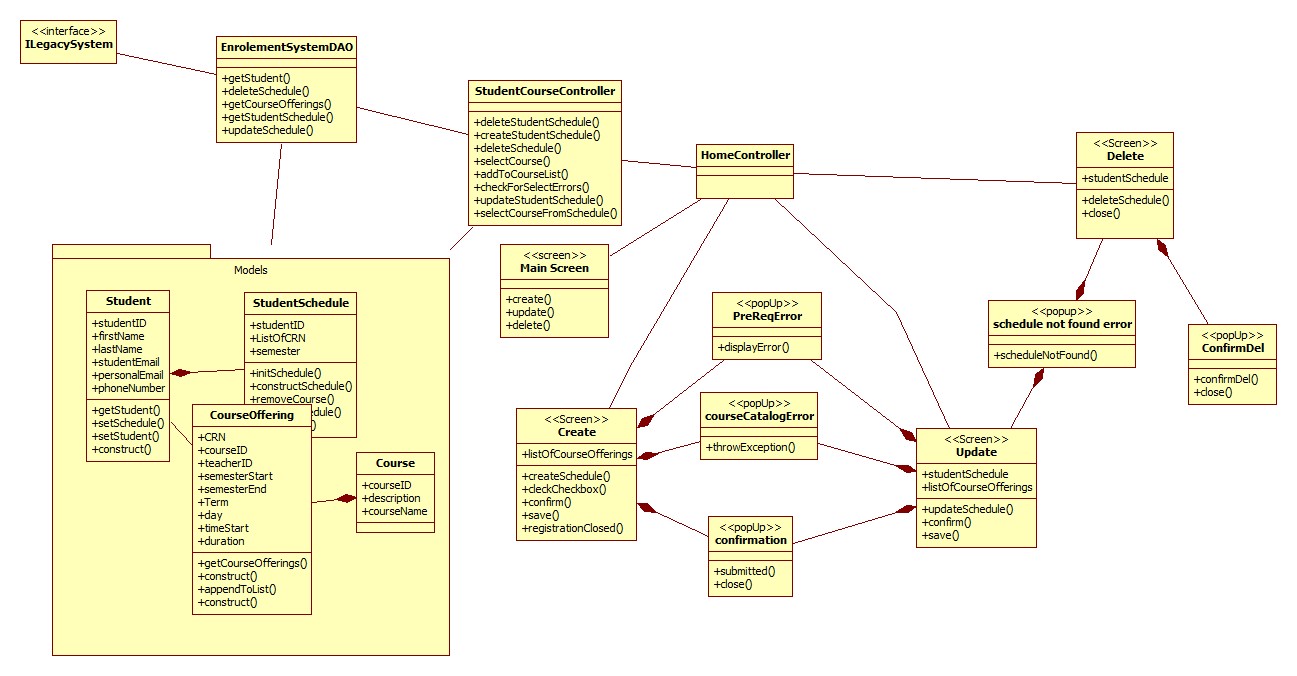 <<interface>>
ILegacySystem
EnrolementSystemDAO
+getStudent()
+deleteSchedule()
+getCourseOfferings()
+getStudentSchedule()
+updateSchedule()
StudentCourseController
+deleteStudentSchedule()
+createStudentSchedule()
+deleteSchedule()
+selectCourse()
+addToCourseList()
+checkForSelectErrors()
+updateStudentSchedule()
+selectCourseFromSchedule()
HomeController
<<Screen>>
Delete
+studentSchedule
+deleteSchedule()
+close()
<<screen>>
Main Screen
+create()
+update()
+delete()
<<popUp>>
PreReqError
+displayError()
<<popup>>
schedule not found error
+scheduleNotFound()
<<popUp>>
ConfirmDel
+confirmDel()
+close()
<<popUp>>
courseCatalogError
+throwException()
<<Screen>>
Create
+listOfCourseOfferings
+createSchedule()
+deckCheckbox()
+confirm()
+save()
+registrationClosed()
<<Screen>>
Update
+studentSchedule
+listOfCourseOfferings
+updateSchedule()
+confirm()
+save()
<<popUp>>
confirmation
+submitted()
+close()
Models
Student
+studentID
+firstName
+lastName
+studentEmail
+personalEmail
+phoneNumber
+getStudent()
+setSchedule()
+setStudent()
+construct()
StudentSchedule
+studentID
+ListOfCRN
+semester
+initSchedule()
+constructSchedule()
+removeCourse()
edule()
)
CourseOffering
+CRN
+courseID
+teacherID
+semesterStart
+semesterEnd
+Term
+day
+timeStart
+duration
+getCourseOfferings()
+construct()
+appendToList()
+construct()
Course
+courseID
+description
+courseName